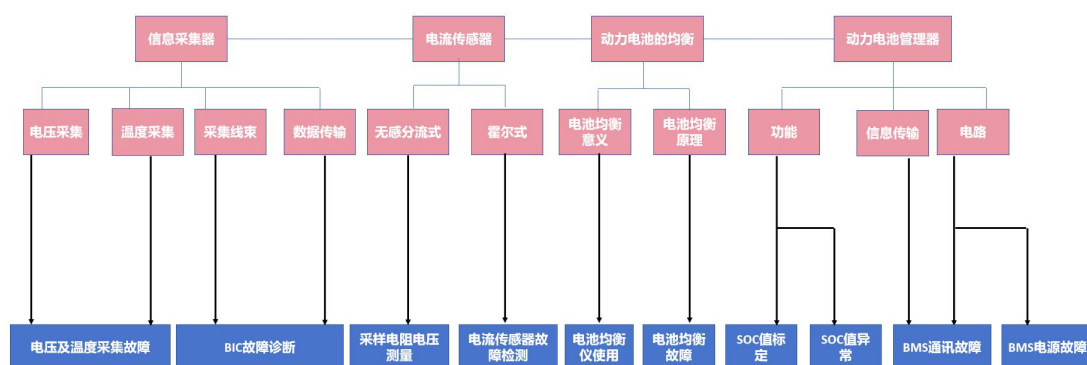 信息采集器
电流传感器
动力电池的均衡
动力电池管理器
电压采集
温度采集
采集线束
数据传输
无感分流式
霍尔式
电池均衡
意义
电池均衡
原理
功能
信息传输
电路
电压及温度采集故障
BIC故障诊断
采样电阻电压
测量
电流传感器故
障检测
电池均衡
仪使用
电池均衡
故障
SOC值标
定
SOC值异
常
BMS通讯故障
BMS电源故障